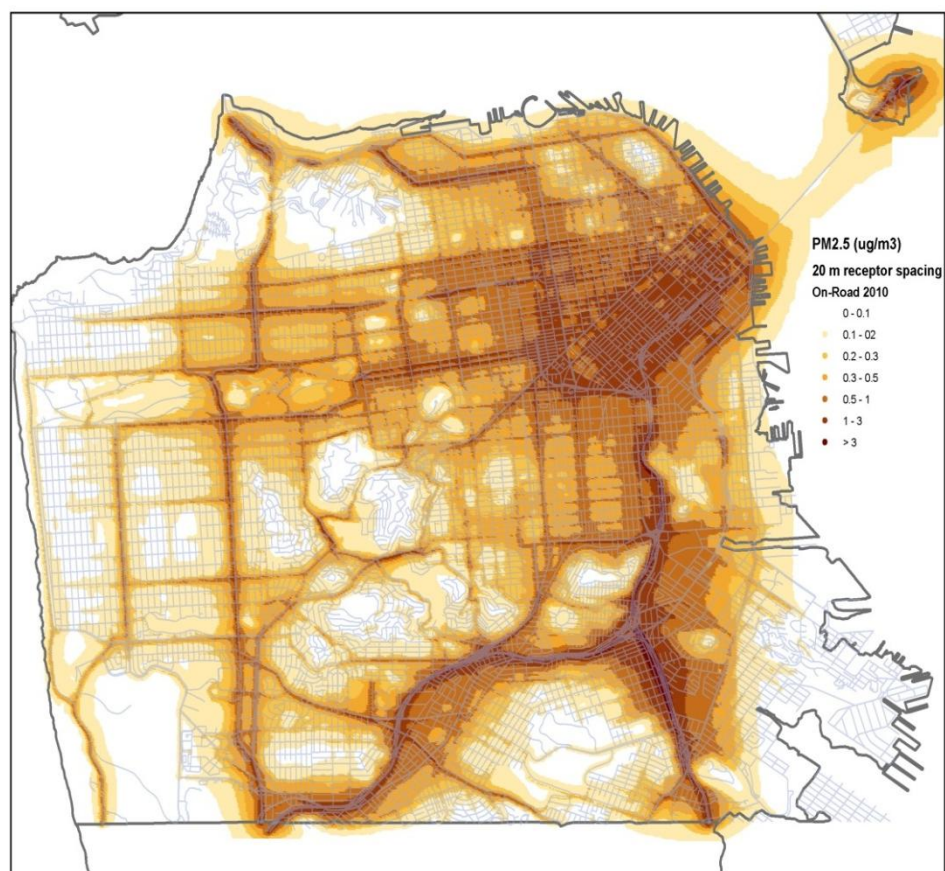 PM2.5 (ug/m3)
20 m receptor spacing
On-Road 2010
0 - 0.1
0.1 - 02
0.2 - 0.3
0.3 - 0.5
0.5 - 1
1 - 3
> 3